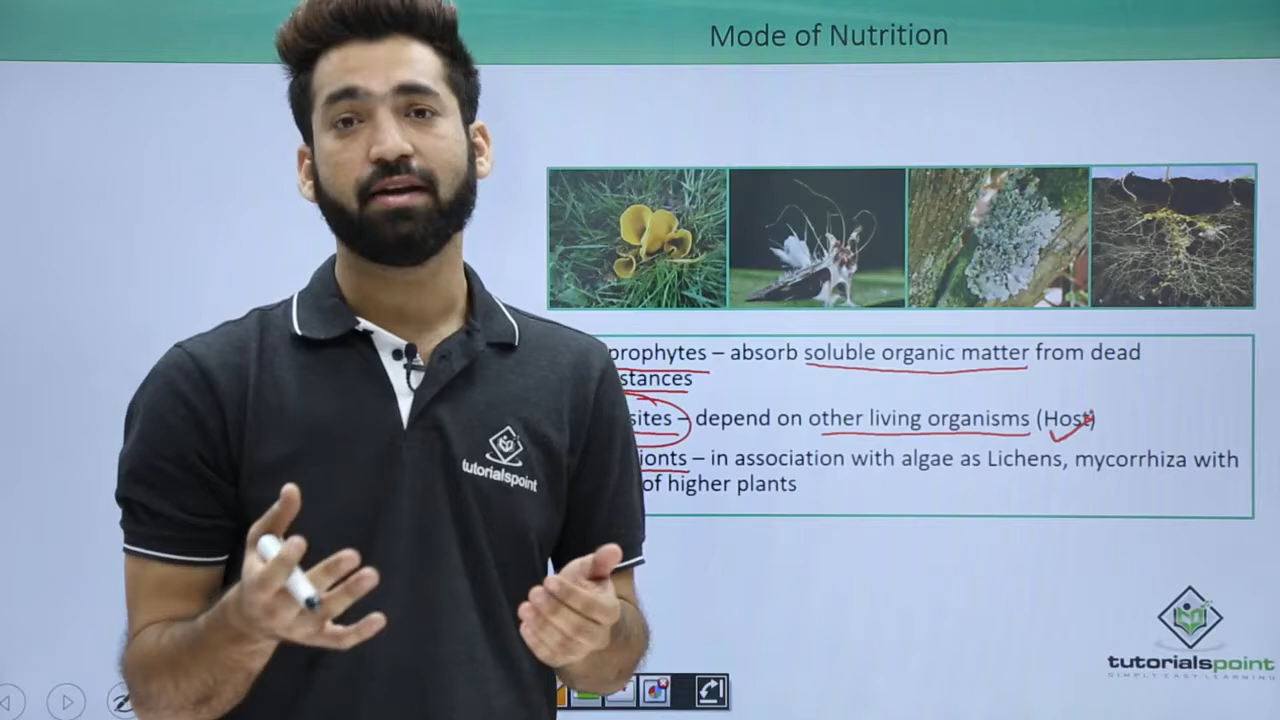 Mode of Nutrition
prophytes – absorb soluble organic matter from dead
stances
sites – depend on other living organisms (Host)
ionts – in association with algae as Lichens, mycorrhiza with
of higher plants
tutorialspoint
tutorialspoint
SIMPLY EASY LEARNING